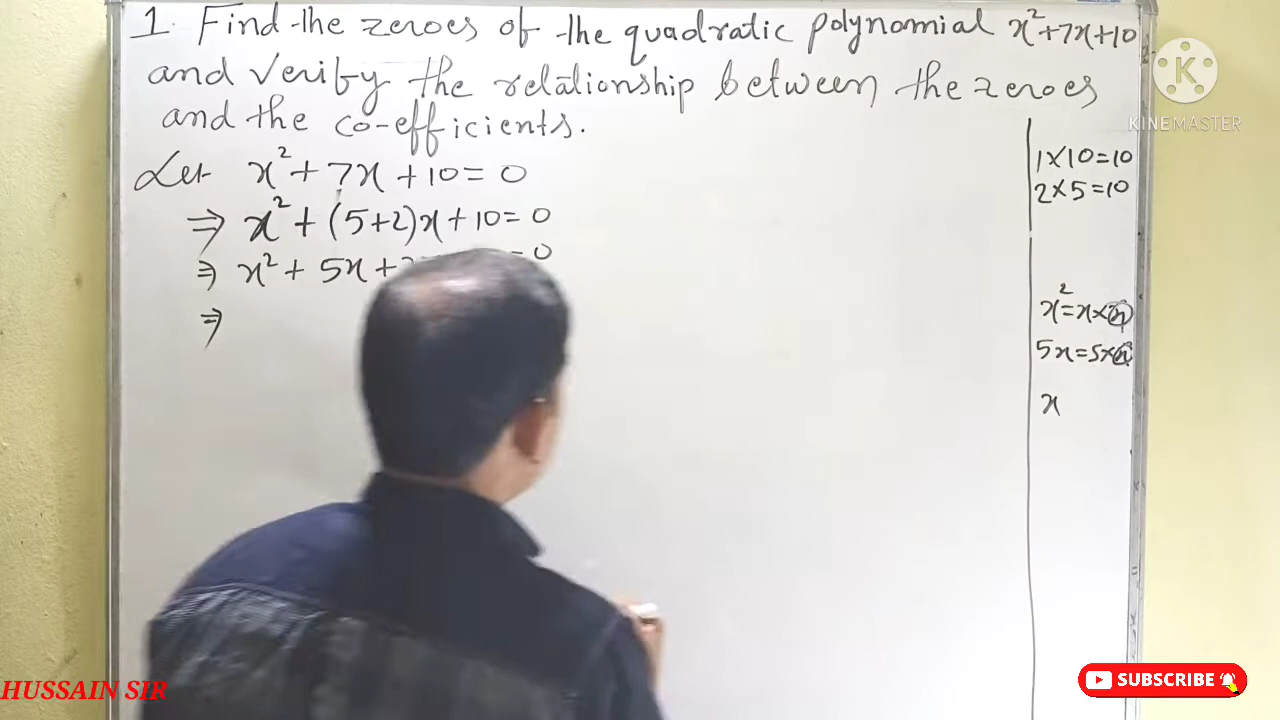 1. Find the zeroes of the quadratic polynomial x²+7x+10
and verify the relationship between the zeroes
and the co-efficients.
Let x² + 7x + 10 = 0
⇒ x² + (5+2)x + 10 = 0
⇒ x² + 5x + = 0
⇒
1×10=10
2×5=10
x²=x×x
5x=5×x
x
KINEMASTER
HUSSAIN SIR
SUBSCRIBE